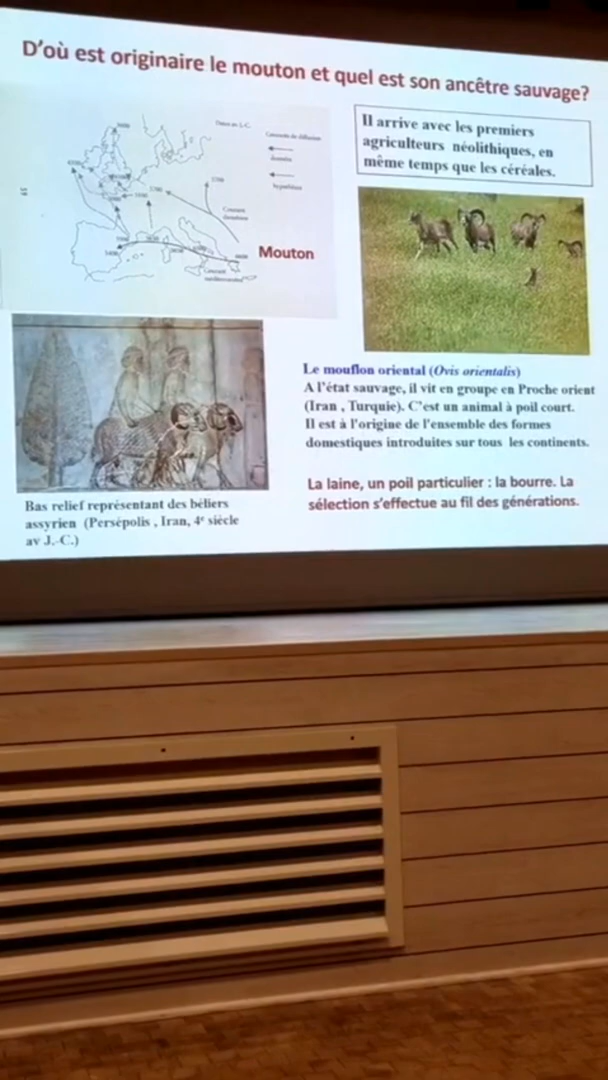 D'où est originaire le mouton et quel est son ancêtre sauvage?
Il arrive avec les premiers
agriculteurs néolithiques, en
même temps que les céréales.
Mouton
Le mouflon oriental (Ovis orientalis)
A l'état sauvage, il vit en groupe en Proche orient
(Iran , Turquie). C'est un animal à poil court.
Il est à l'origine de l'ensemble des formes
domestiques introduites sur tous les continents.
La laine, un poil particulier : la bourre. La
sélection s'effectue au fil des générations.
Bas relief représentant des béliers
assyrien (Persépolis , Iran, 4e siècle
av J.-C.)